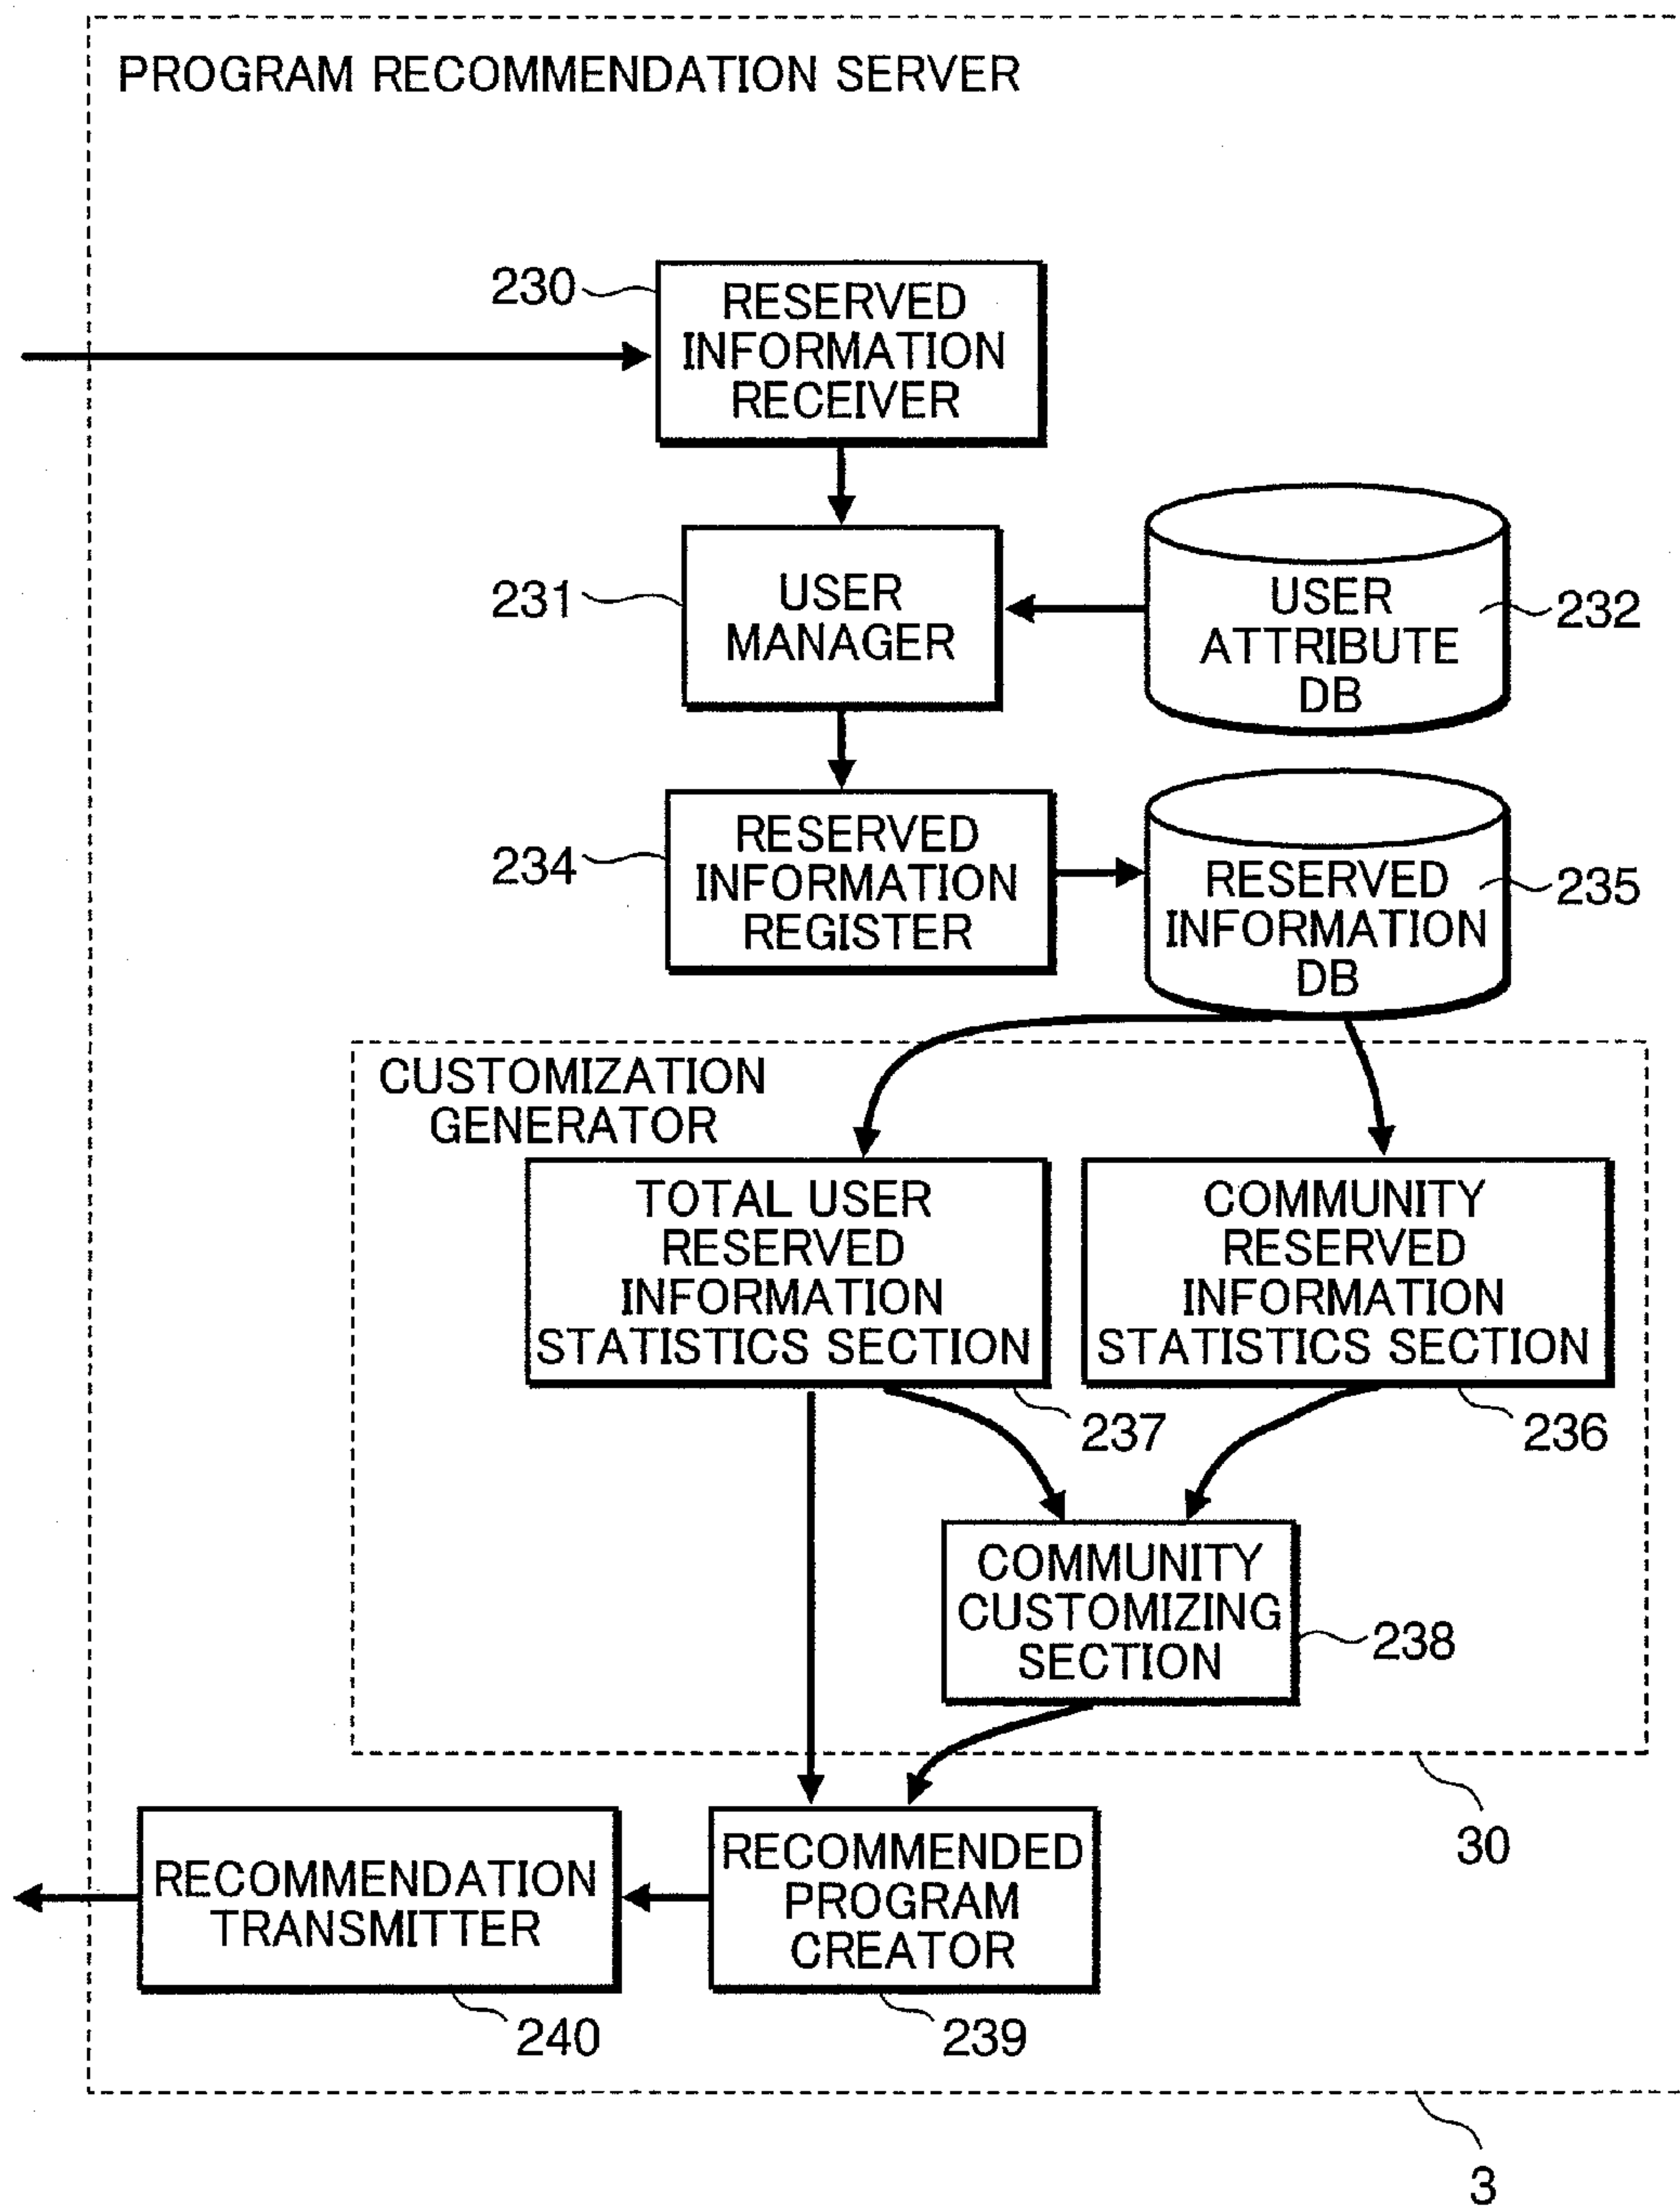 PROGRAM RECOMMENDATION SERVER
230
RESERVED
INFORMATION
RECEIVER
231
USER
MANAGER
USER
ATTRIBUTE
DB
232
234
RESERVED
INFORMATION
REGISTER
RESERVED
INFORMATION
DB
235
CUSTOMIZATION
GENERATOR
TOTAL USER
RESERVED
INFORMATION
STATISTICS SECTION
237
COMMUNITY
RESERVED
INFORMATION
STATISTICS SECTION
236
COMMUNITY
CUSTOMIZING
SECTION
238
30
RECOMMENDATION
TRANSMITTER
240
RECOMMENDED
PROGRAM
CREATOR
239
3